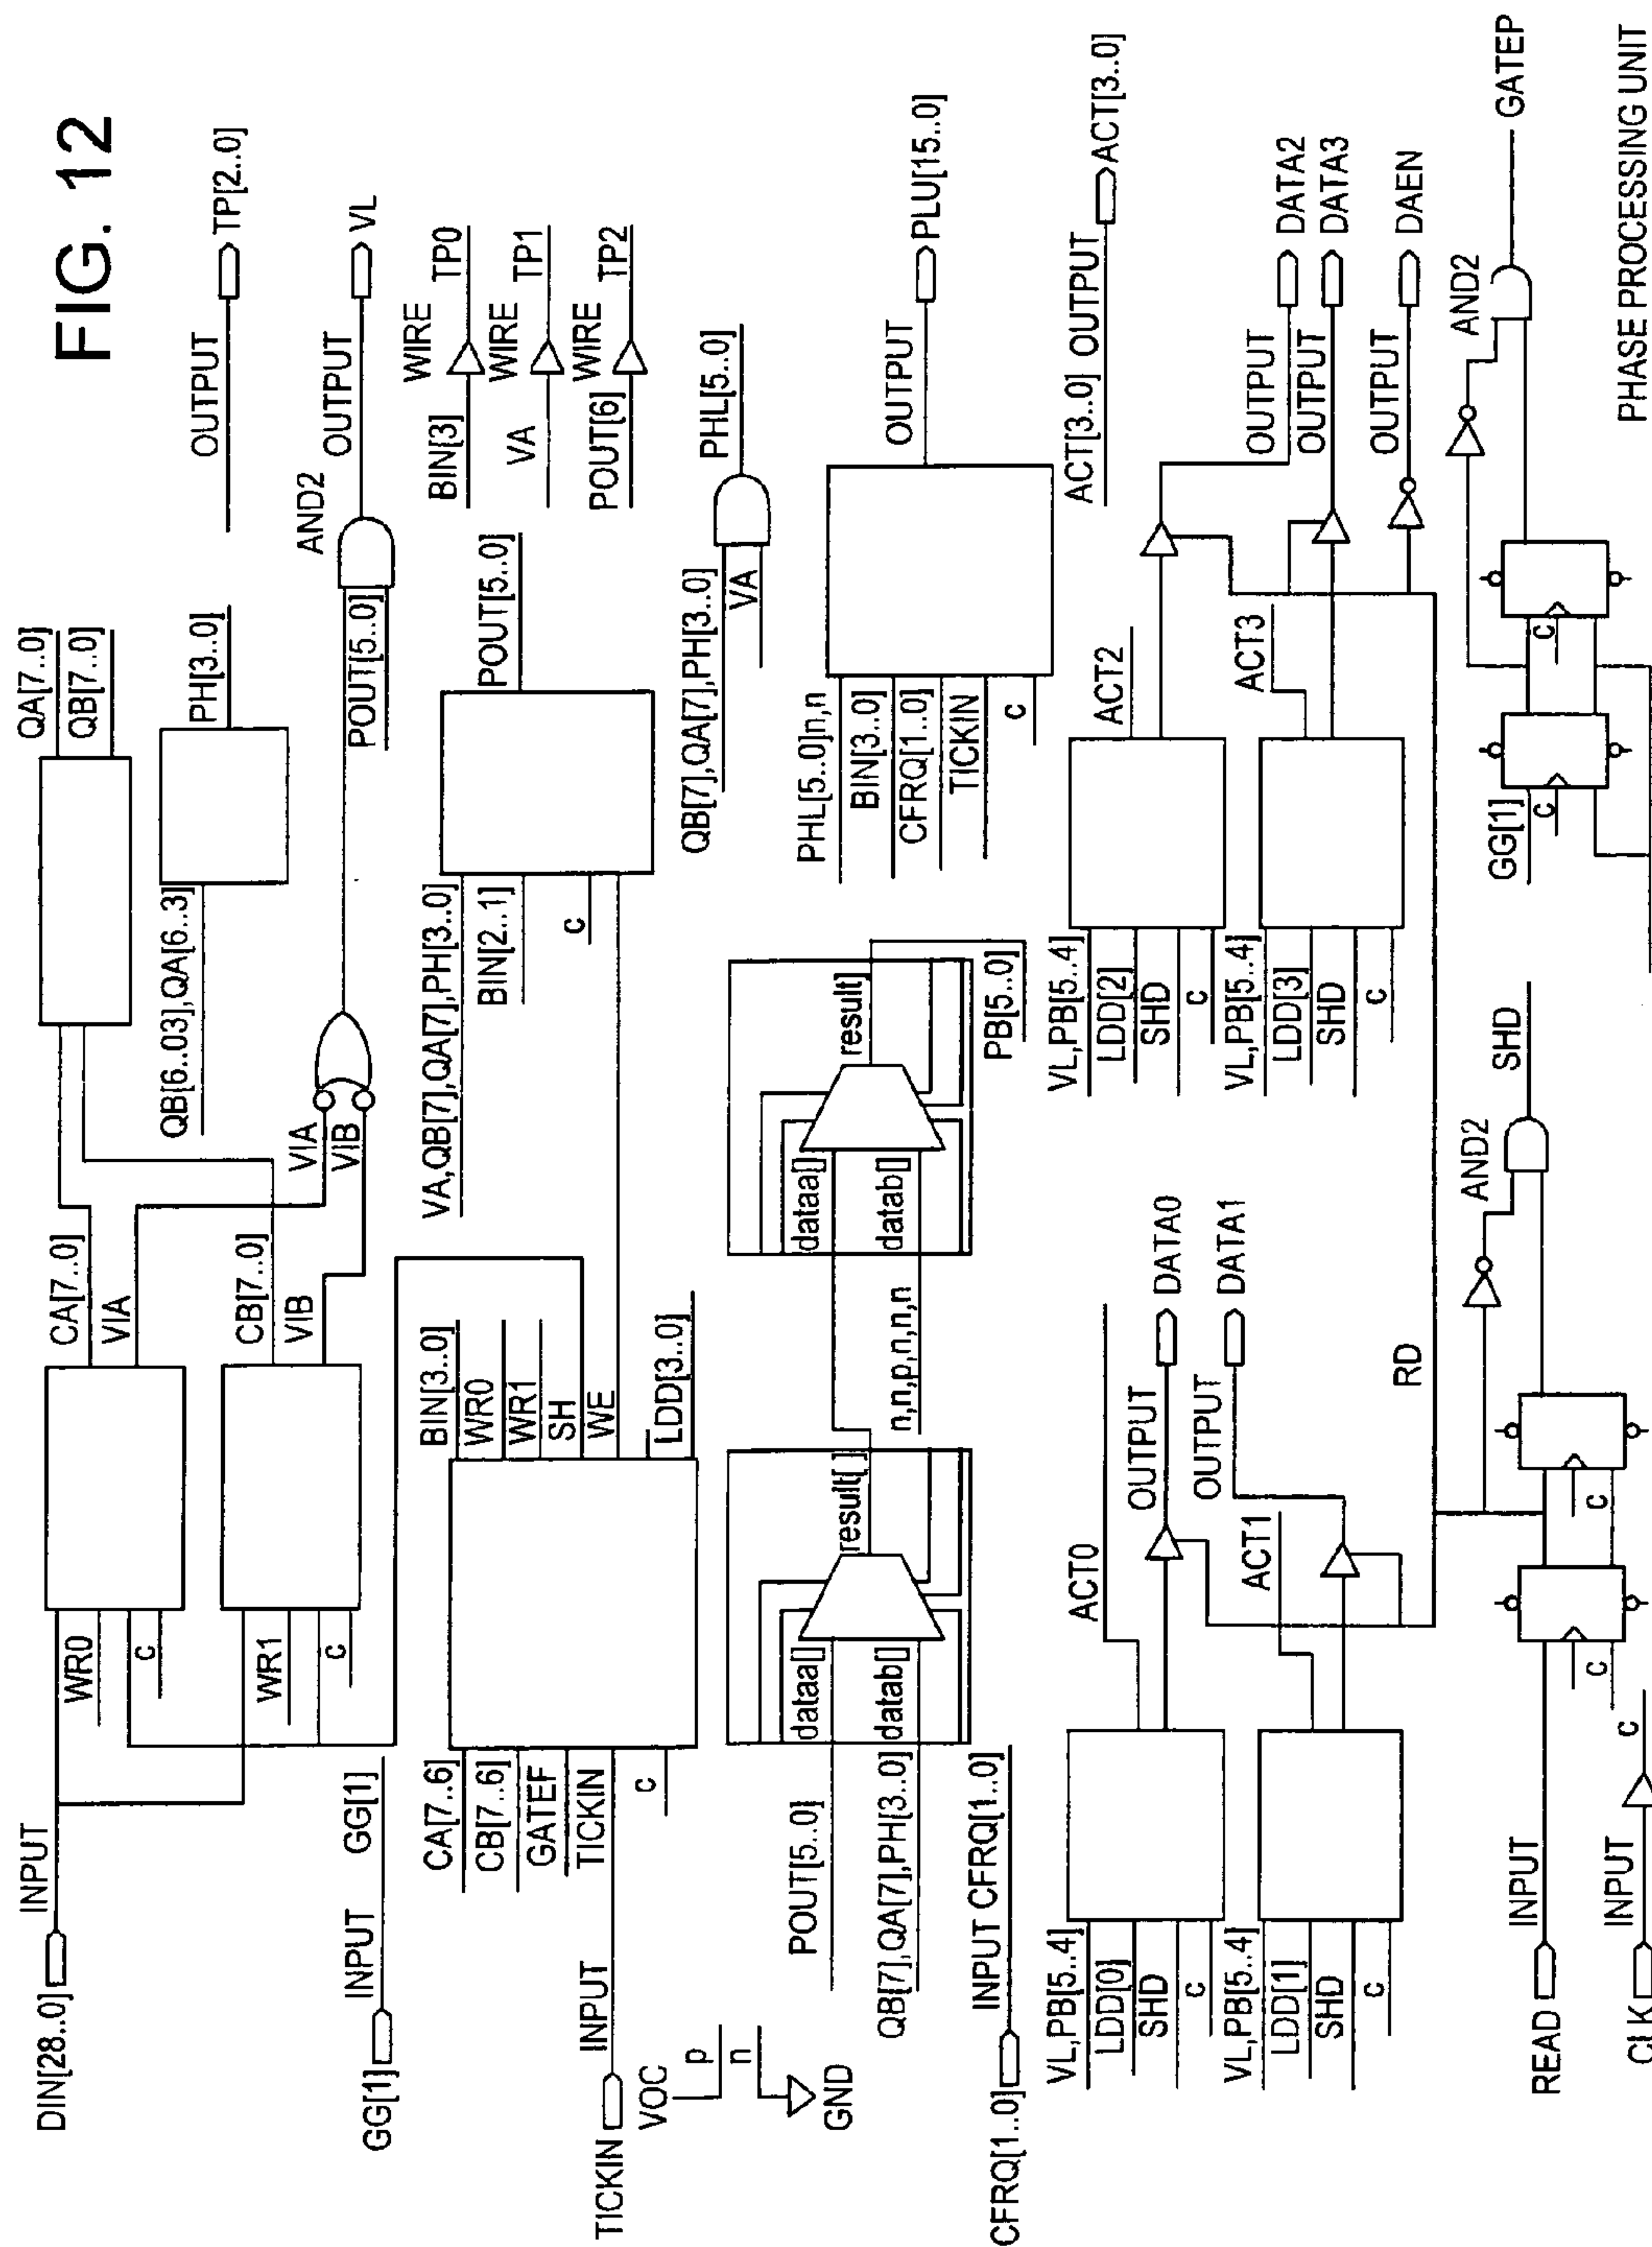 FIG. 12
DIN[28..0]
INPUT
WR0
c
WR1
c
CA[7..0]
VIA
CB[7..0]
VIB
VIA
VIB
QA[7..0]
QB[7..0]
QB[6..03],QA[6..3]
PH[3..0]
POUT[5..0]
AND2
OUTPUT
VL
OUTPUT
TP[2..0]
GG[1]
INPUT
GG[1]
CA[7..6]
CB[7..6]
GATEF
TICKIN
c
TICKIN
INPUT
BIN[3..0]
WR0
WR1
SH
WE
LDD[3..0]
VA,QB[7],QA[7],PH[3..0]
BIN[2..1]
c
POUT[5..0]
BIN[3]
WIRE
TP0
VA
WIRE
TP1
POUT[6]
WIRE
TP2
VOC
p
n
GND
POUT[5..0]
QB[7],QA[7],PH[3..0]
dataa[]
datab[]
result[ ]
n,n,p,n,n,n
dataa[]
datab[]
result[]
PB[5..0]
QB[7],QA[7],PH[3..0]
VA
PHL[5..0]
PHL[5..0]n,n
BIN[3..0]
CFRQ[1..0]
TICKIN
c
OUTPUT
PLU[15..0]
CFRQ[1..0]
INPUT CFRQ[1..0]
ACT[3..0] OUTPUT
ACT[3..0]
VL,PB[5..4]
LDD[0]
SHD
c
ACT0
OUTPUT
DATA0
VL,PB[5..4]
LDD[1]
SHD
c
ACT1
OUTPUT
DATA1
VL,PB[5..4]
LDD[2]
SHD
c
ACT2
OUTPUT
DATA2
VL,PB[5..4]
LDD[3]
SHD
c
ACT3
OUTPUT
DATA3
OUTPUT
DAEN
RD
READ
INPUT
c
c
AND2
SHD
CLK
INPUT
c
GG[1]
c
c
AND2
GATEP
PHASE PROCESSING UNIT